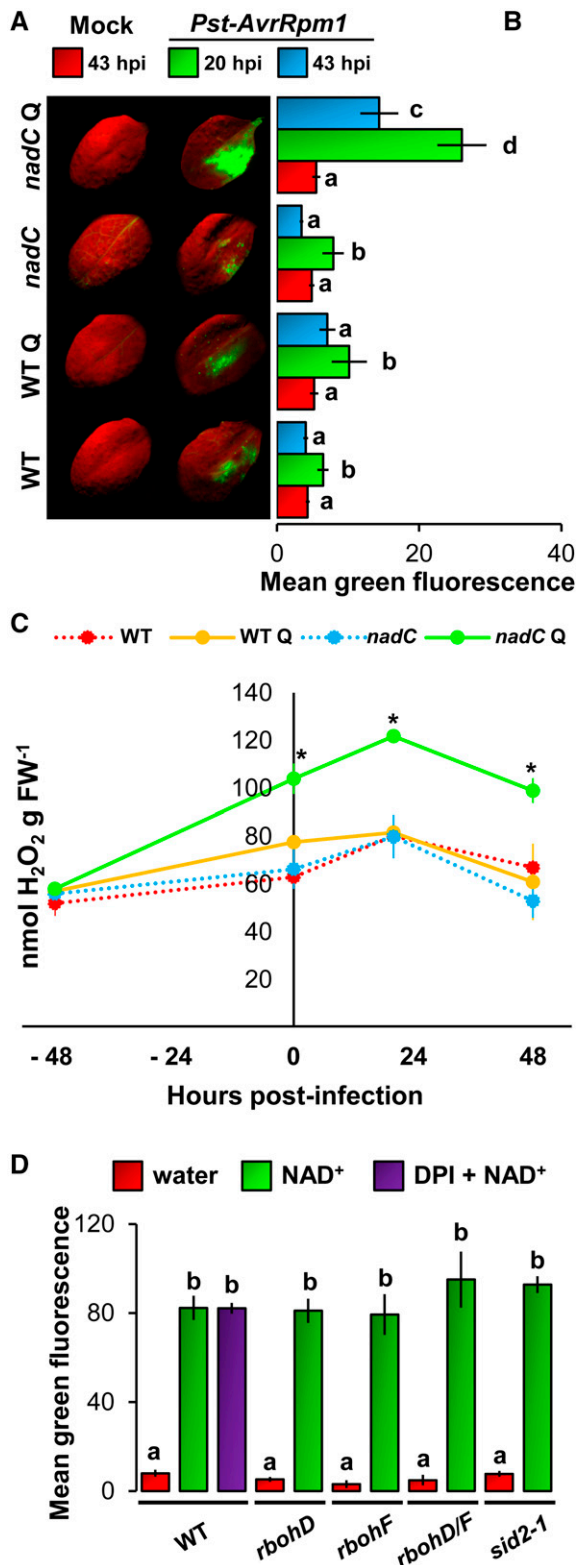 A Mock Pst-AvrRpm1 B
43 hpi 20 hpi 43 hpi
nadC Q
nadC
WT Q
WT
c
d
a
a
b
a
a
b
a
a
b
a
0 20 40
Mean green fluorescence
C
WT WT Q nadC nadC Q
nmol H₂O₂ g FW⁻¹
140
120
100
80
60
40
20
* * *
- 48 - 24 0 24 48
Hours post-infection
D
water NAD⁺ DPI + NAD⁺
Mean green fluorescence
120
80
40
0
a b b a b a b a b a b
WT rbohD rbohF rbohD/F sid2-1